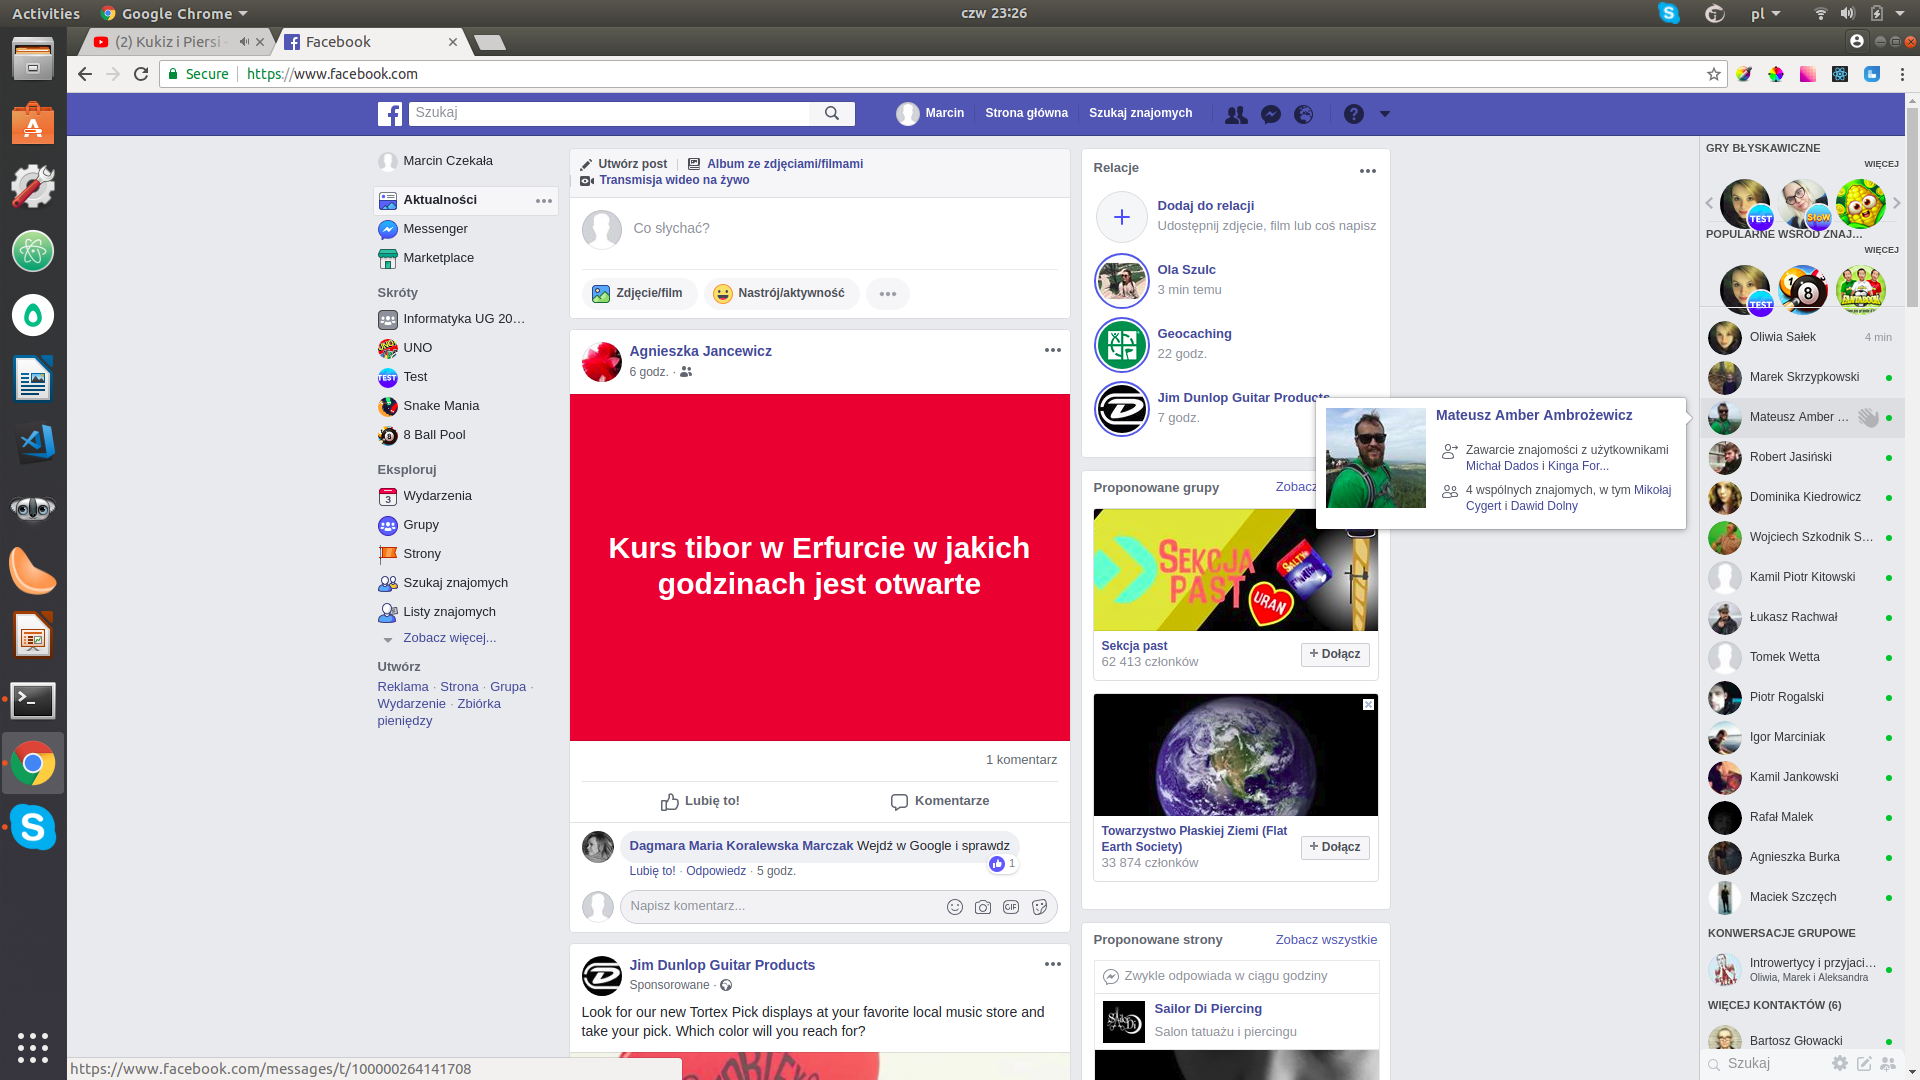 Activities
Google Chrome
czw 23:26
pl
(2) Kukiz i Piersi -
Facebook
Secure
https://www.facebook.com
Szukaj
Marcin
Strona główna
Szukaj znajomych
Marcin Czekała
Aktualności
Messenger
Marketplace
Skróty
Informatyka UG 20…
UNO
Test
Snake Mania
8 Ball Pool
Eksploruj
Wydarzenia
Grupy
Strony
Szukaj znajomych
Listy znajomych
Zobacz więcej...
Utwórz
Reklama · Strona · Grupa ·
Wydarzenie · Zbiórka
pieniędzy
Utwórz post
Album ze zdjęciami/filmami
Transmisja wideo na żywo
Co słychać?
Zdjęcie/film
Nastrój/aktywność
Agnieszka Jancewicz
6 godz. ·
Kurs tibor w Erfurcie w jakich
godzinach jest otwarte
1 komentarz
Lubię to!
Komentarze
Dagmara Maria Koralewska Marczak Wejdź w Google i sprawdz
1
Lubię to! · Odpowiedz · 5 godz.
Napisz komentarz...
GIF
Jim Dunlop Guitar Products
Sponsorowane ·
Look for our new Tortex Pick displays at your favorite local music store and
take your pick. Which color will you reach for?
Relacje
Dodaj do relacji
Udostępnij zdjęcie, film lub coś napisz
Ola Szulc
3 min temu
Geocaching
22 godz.
Jim Dunlop Guitar Products
7 godz.
Proponowane grupy
Zobacz
SEKCJA
PAST
SALTY
URAN
Sekcja past
62 413 członków
+ Dołącz
Towarzystwo Płaskiej Ziemi (Flat
Earth Society)
33 874 członków
+ Dołącz
Proponowane strony
Zobacz wszystkie
Zwykle odpowiada w ciągu godziny
Sailor Di Piercing
Salon tatuażu i piercingu
Mateusz Amber Ambrożewicz
Zawarcie znajomości z użytkownikami
Michał Dados i Kinga For...
4 wspólnych znajomych, w tym Mikołaj
Cygert i Dawid Dolny
GRY BŁYSKAWICZNE
WIĘCEJ
TEST
SŁOW
POPULARNE WŚRÓD ZNAJ…
WIĘCEJ
TEST
8
Oliwia Sałek
4 min
Marek Skrzypkowski
Mateusz Amber …
Robert Jasiński
Dominika Kiedrowicz
Wojciech Szkodnik S…
Kamil Piotr Kitowski
Łukasz Rachwał
Tomek Wetta
Piotr Rogalski
Igor Marciniak
Kamil Jankowski
Rafał Malek
Agnieszka Burka
Maciek Szczęch
KONWERSACJE GRUPOWE
Introwertycy i przyjaci…
Oliwia, Marek i Aleksandra
WIĘCEJ KONTAKTÓW (6)
Bartosz Głowacki
Szukaj
https://www.facebook.com/messages/t/100000264141708